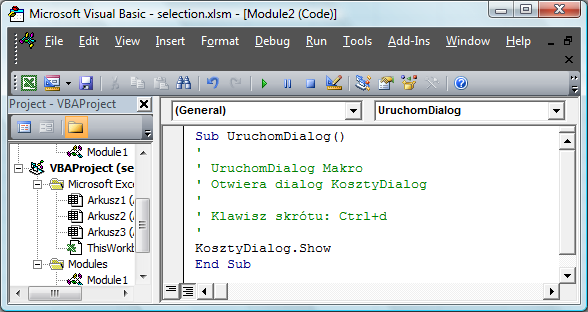 Microsoft Visual Basic - selection.xlsm - [Module2 (Code)]
File Edit View Insert Format Debug Run Tools Add-Ins Window Help
Project - VBAProject
(General) UruchomDialog
Module1
VBAProject (se
Microsoft Exce
Arkusz1 (
Arkusz2 (
Arkusz3 (
ThisWorkb
Modules
Module1
Sub UruchomDialog()
'
' UruchomDialog Makro
' Otwiera dialog KosztyDialog
'
' Klawisz skrótu: Ctrl+d
'
KosztyDialog.Show
End Sub